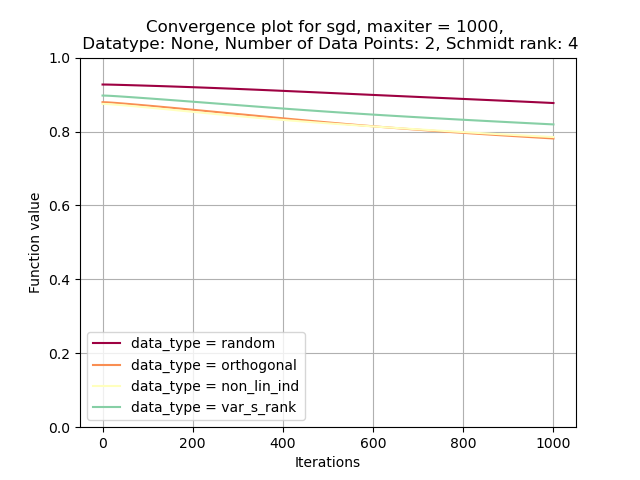 Convergence plot for sgd, maxiter = 1000,
Datatype: None, Number of Data Points: 2, Schmidt rank: 4
Function value
1.0
0.8
0.6
0.4
0.2
0.0
data_type = random
data_type = orthogonal
data_type = non_lin_ind
data_type = var_s_rank
0 200 400 600 800 1000
Iterations